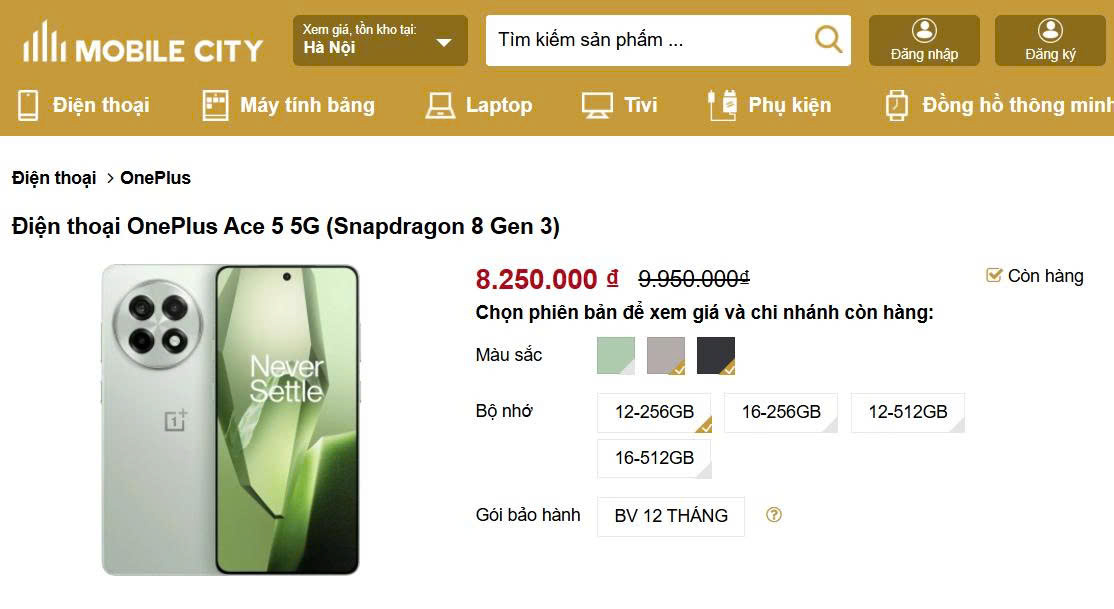 MOBILE CITY
Xem giá, tồn kho tại:
Hà Nội
Tìm kiếm sản phẩm ...
Đăng nhập
Đăng ký
Điện thoại
Máy tính bảng
Laptop
Tivi
Phụ kiện
Đồng hồ thông minh
Điện thoại > OnePlus
Điện thoại OnePlus Ace 5 5G (Snapdragon 8 Gen 3)
Never
Settle
1+
8.250.000 ₫ 9.950.000₫
Còn hàng
Chọn phiên bản để xem giá và chi nhánh còn hàng:
Màu sắc
Bộ nhớ
12-256GB
16-256GB
12-512GB
16-512GB
Gói bảo hành
BV 12 THÁNG
?